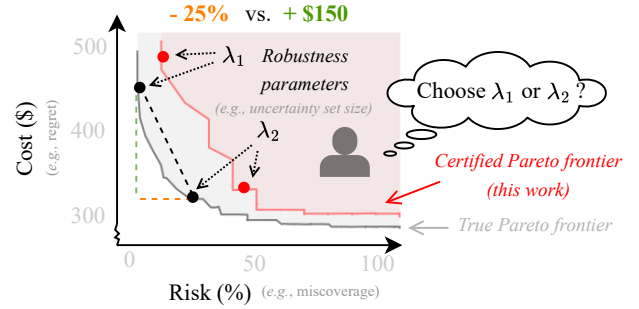 - 25% vs. + $150
500
400
300
0
50
100
Cost ($)
(e.g., regret)
Risk (%) (e.g., miscoverage)
λ1
Robustness
parameters
(e.g., uncertainty set size)
λ2
Choose λ1 or λ2 ?
Certified Pareto frontier
(this work)
True Pareto frontier